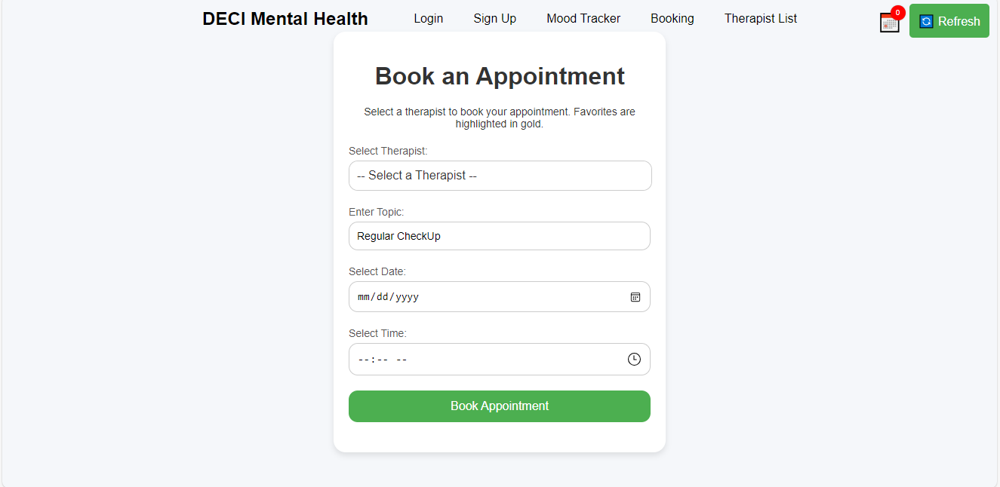 DECI Mental Health Login Sign Up Mood Tracker Booking Therapist List 0 Refresh
Book an Appointment
Select a therapist to book your appointment. Favorites are
highlighted in gold.
Select Therapist:
-- Select a Therapist --
Enter Topic:
Regular CheckUp
Select Date:
mm/dd/yyyy
Select Time:
--:-- --
Book Appointment